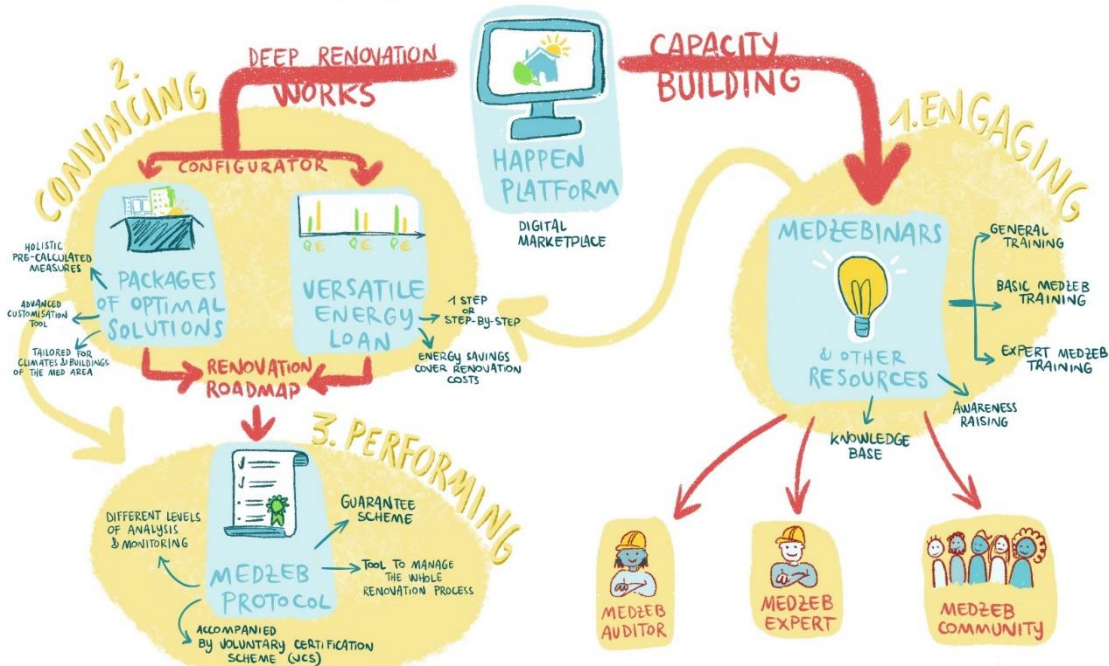 DEEP RENOVATION
WORKS
HAPPEN
PLATFORM
DIGITAL
MARKETPLACE
CAPACITY
BUILDING
1. ENGAGING
MEDZEBINARS
& OTHER
RESOURCES
GENERAL
TRAINING
BASIC MEDZEB
TRAINING
EXPERT MEDZEB
TRAINING
AWARENESS
RAISING
KNOWLEDGE
BASE
MEDZEB
AUDITOR
MEDZEB
EXPERT
MEDZEB
COMMUNITY
2. CONVINCING
CONFIGURATOR
PACKAGES
OF OPTIMAL
SOLUTIONS
HOLISTIC
PRE-CALCULATED
MEASURES
ADVANCED
CUSTOMISATION
TOOL
TAILORED FOR
CLIMATES & BUILDINGS
OF THE MED AREA
VERSATILE
ENERGY
LOAN
1 STEP
OR
STEP-BY-STEP
ENERGY SAVINGS
COVER RENOVATION
COSTS
RENOVATION
ROADMAP
3. PERFORMING
MEDZEB
PROTOCOL
DIFFERENT LEVELS
OF ANALYSIS
& MONITORING
GUARANTEE
SCHEME
TOOL TO MANAGE
THE WHOLE
RENOVATION PROCESS
ACCOMPANIED
BY VOLUNTARY CERTIFICATION
SCHEME (VCS)